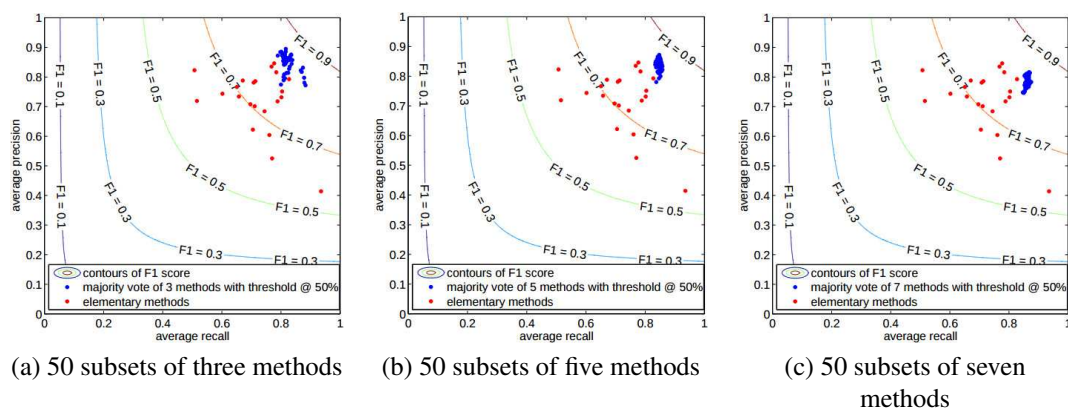 1
0.9
0.8
0.7
0.6
0.5
0.4
0.3
0.2
0.1
0
0
0.2
0.4
0.6
0.8
1
average precision
average recall
F1 = 0.1
F1 = 0.1
F1 = 0.3
F1 = 0.3
F1 = 0.3
F1 = 0.5
F1 = 0.5
F1 = 0.5
F1 = 0.7
F1 = 0.7
F1 = 0.9
contours of F1 score
majority vote of 3 methods with threshold @ 50%
elementary methods
(a) 50 subsets of three methods
1
0.9
0.8
0.7
0.6
0.5
0.4
0.3
0.2
0.1
0
0
0.2
0.4
0.6
0.8
1
average precision
average recall
F1 = 0.1
F1 = 0.1
F1 = 0.3
F1 = 0.3
F1 = 0.3
F1 = 0.5
F1 = 0.5
F1 = 0.5
F1 = 0.7
F1 = 0.7
F1 = 0.9
contours of F1 score
majority vote of 5 methods with threshold @ 50%
elementary methods
(b) 50 subsets of five methods
1
0.9
0.8
0.7
0.6
0.5
0.4
0.3
0.2
0.1
0
0
0.2
0.4
0.6
0.8
1
average precision
average recall
F1 = 0.1
F1 = 0.1
F1 = 0.3
F1 = 0.3
F1 = 0.3
F1 = 0.5
F1 = 0.5
F1 = 0.5
F1 = 0.7
F1 = 0.7
F1 = 0.9
contours of F1 score
majority vote of 7 methods with threshold @ 50%
elementary methods
(c) 50 subsets of seven
methods